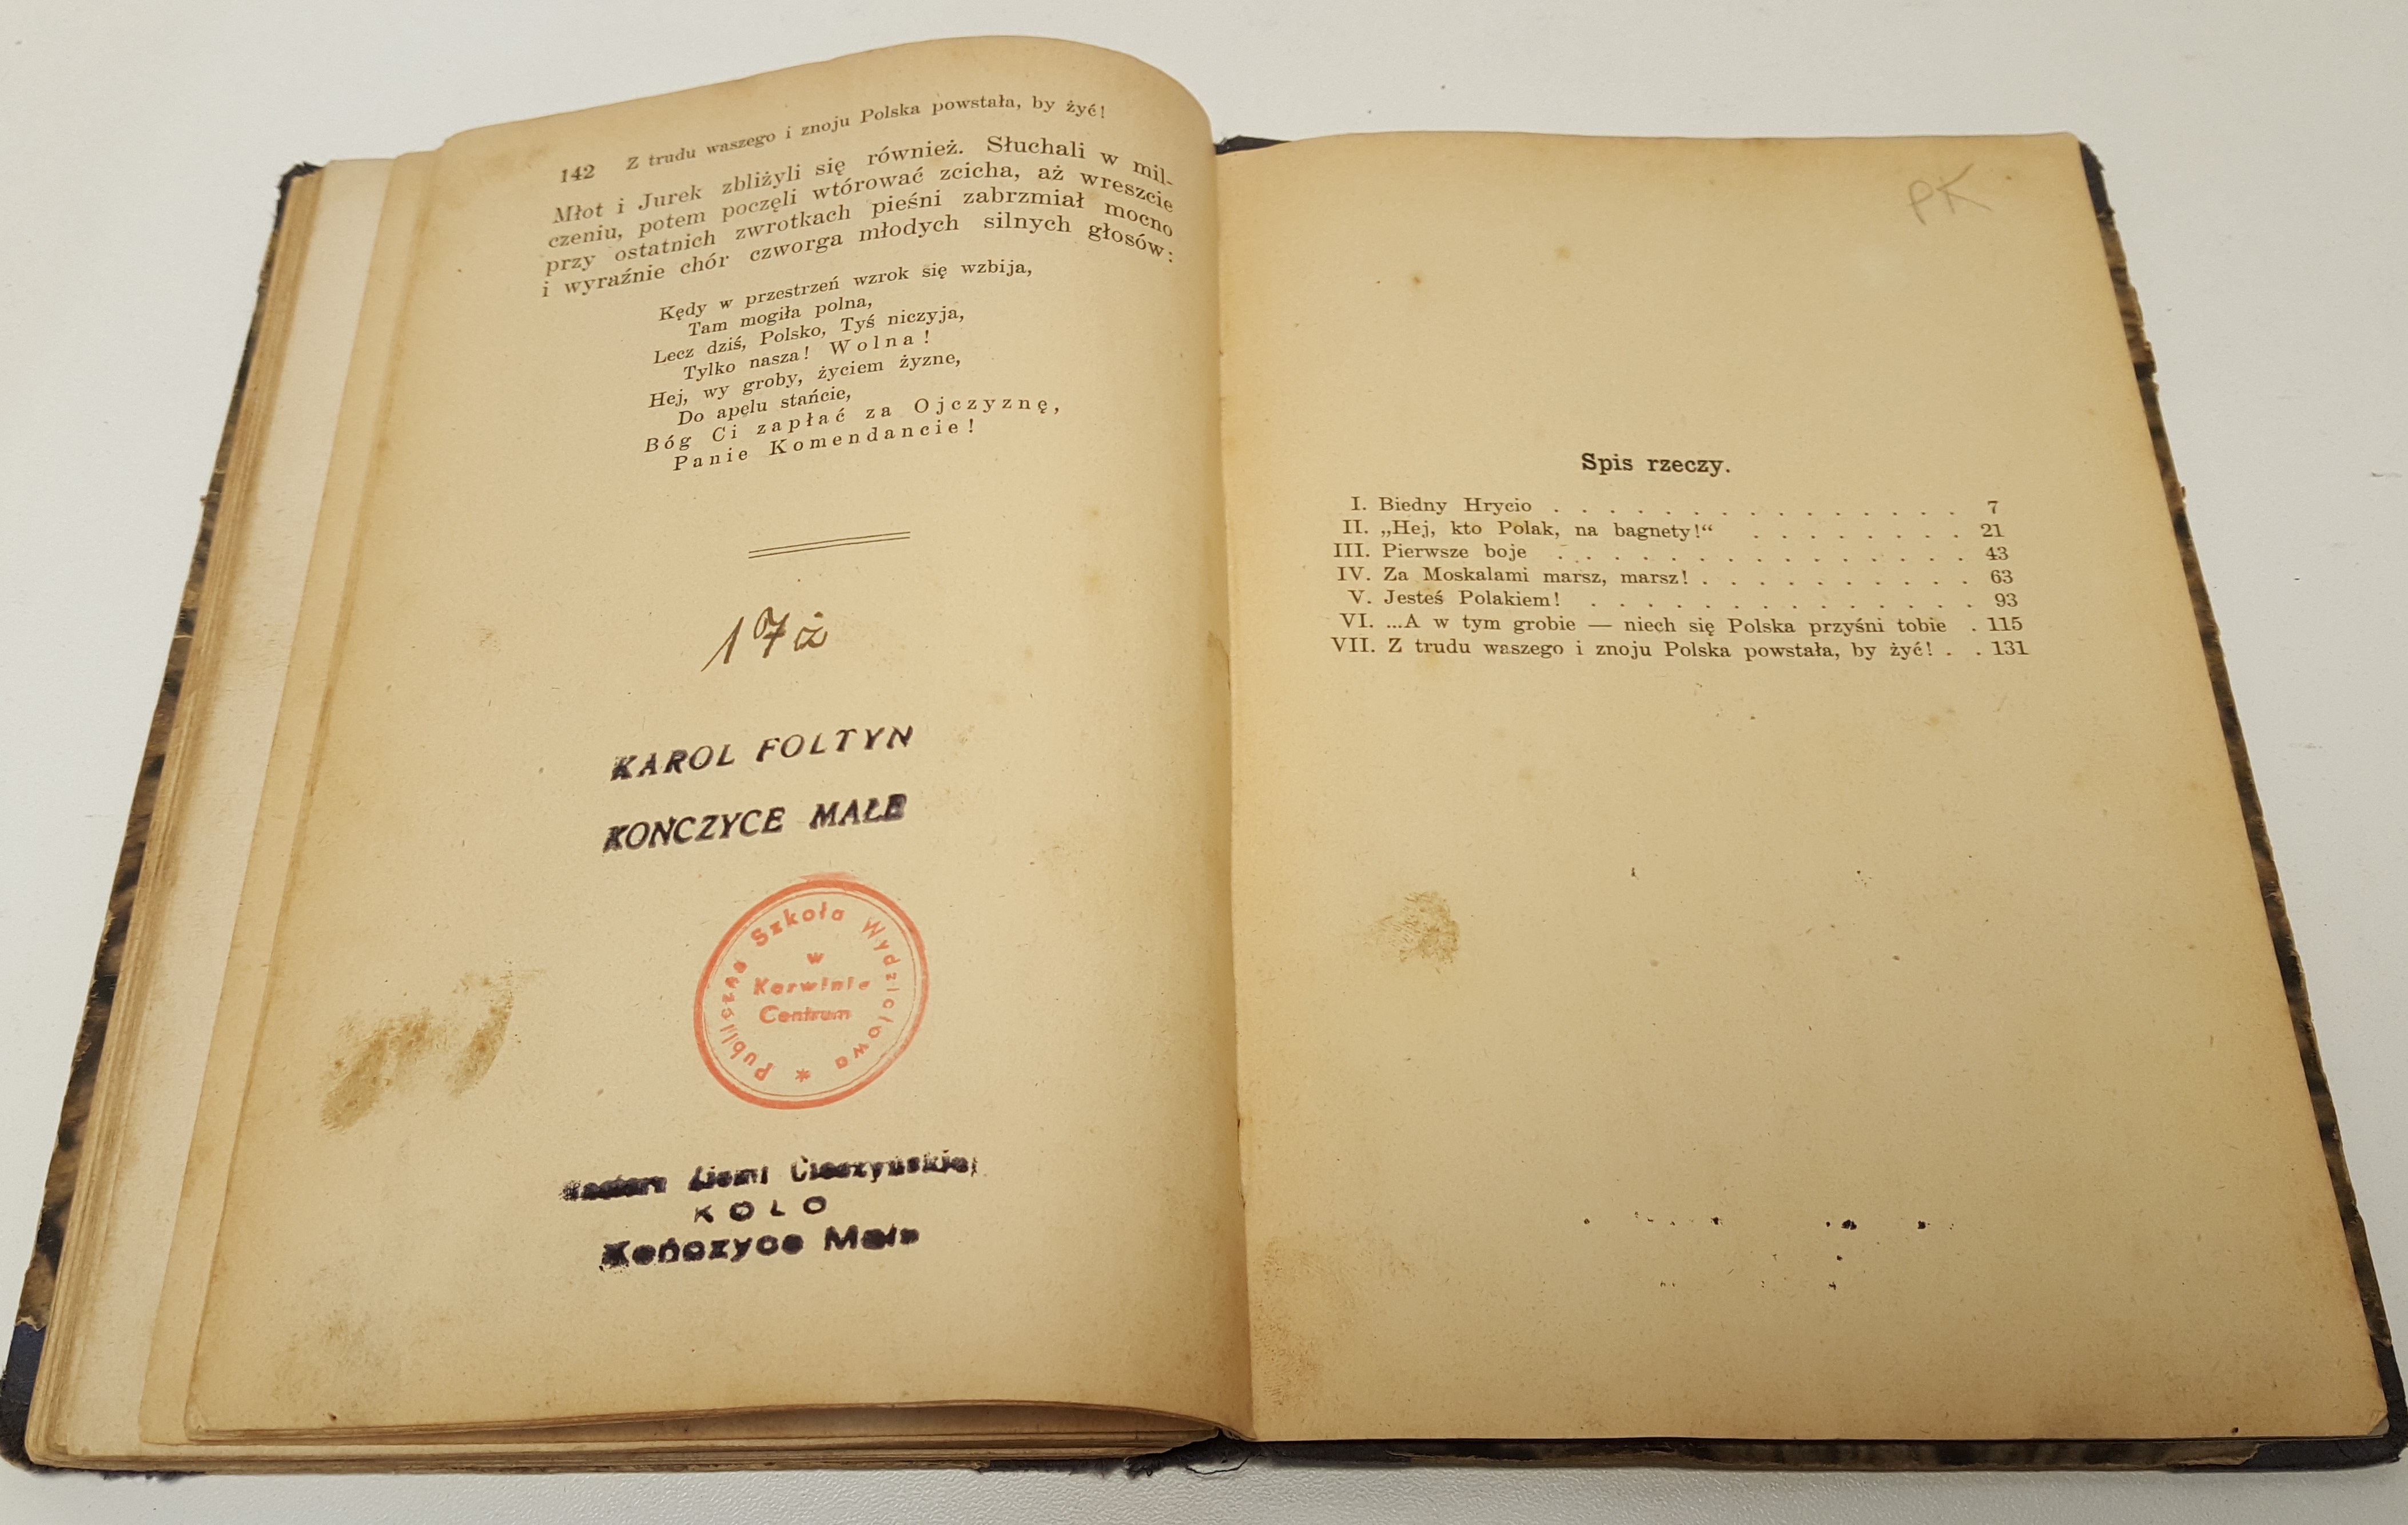 142 Z trudu waszego i znoju Polska powstała, by żyć!
Młot i Jurek zbliżyli się również. Słuchali w mil-
czeniu, potem poczęli wtórować zcicha, aż wreszcie
przy ostatnich zwrotkach pieśni zabrzmiał mocno
i wyraźnie chór czworga młodych silnych głosów:
Kędy w przestrzeń wzrok się wzbija,
Tam mogiła polna,
Lecz dziś, Polsko, Tyś niczyja,
Tylko nasza! Wolna!
Hej, wy groby, życiem żyzne,
Do apelu stańcie,
Bóg Ci zapłać za Ojczyznę,
Panie Komendancie!
KAROL FOLTYN
KOŃCZYCE MAŁE
Publiczna Szkoła Wydziałowa
w
Karwinie
Centrum
Ziemi Cieszyńskiej
KOŁO
Kończyce Małe
PK
Spis rzeczy.
I. Biedny Hrycio . . . . . . . . . . . . . . . 7
II. „Hej, kto Polak, na bagnety!“ . . . . . . . . 21
III. Pierwsze boje . . . . . . . . . . . . . . . 43
IV. Za Moskalami marsz, marsz! . . . . . . . . . . 63
V. Jesteś Polakiem! . . . . . . . . . . . . . . 93
VI. ...A w tym grobie — niech się Polska przyśni tobie . 115
VII. Z trudu waszego i znoju Polska powstała, by żyć! . . 131